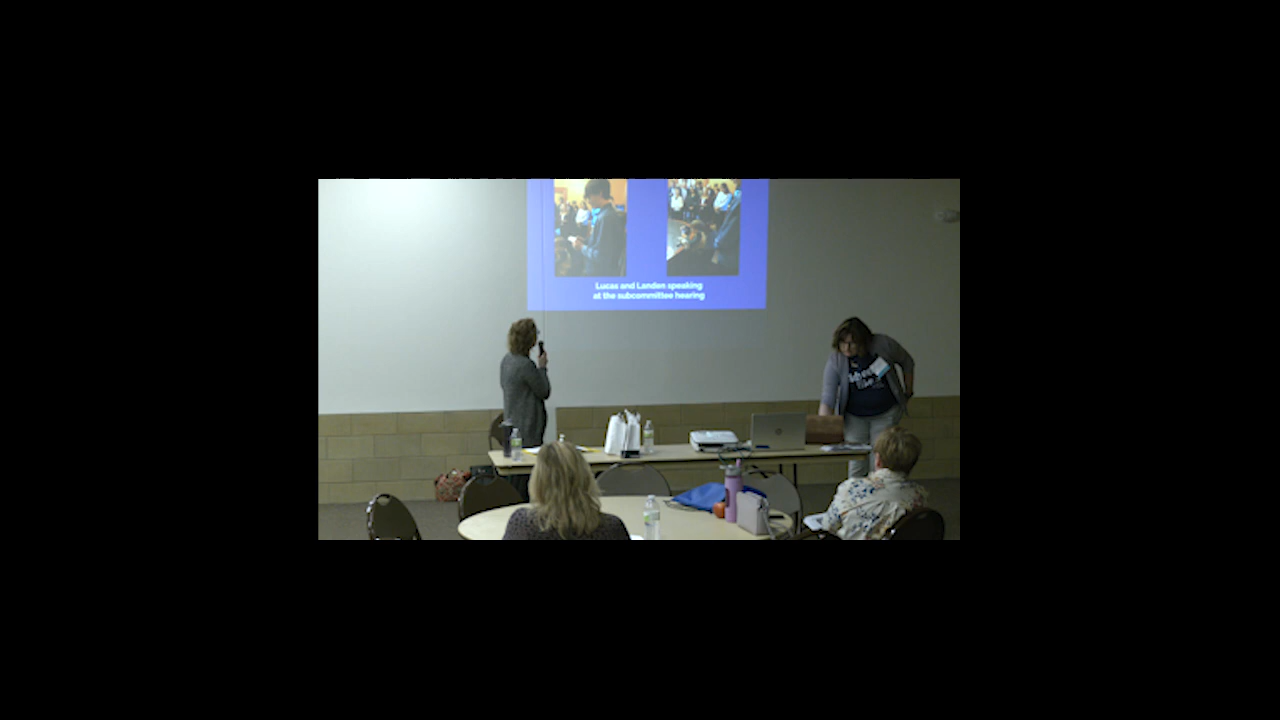 Lucas and Landen speaking
at the subcommittee hearing